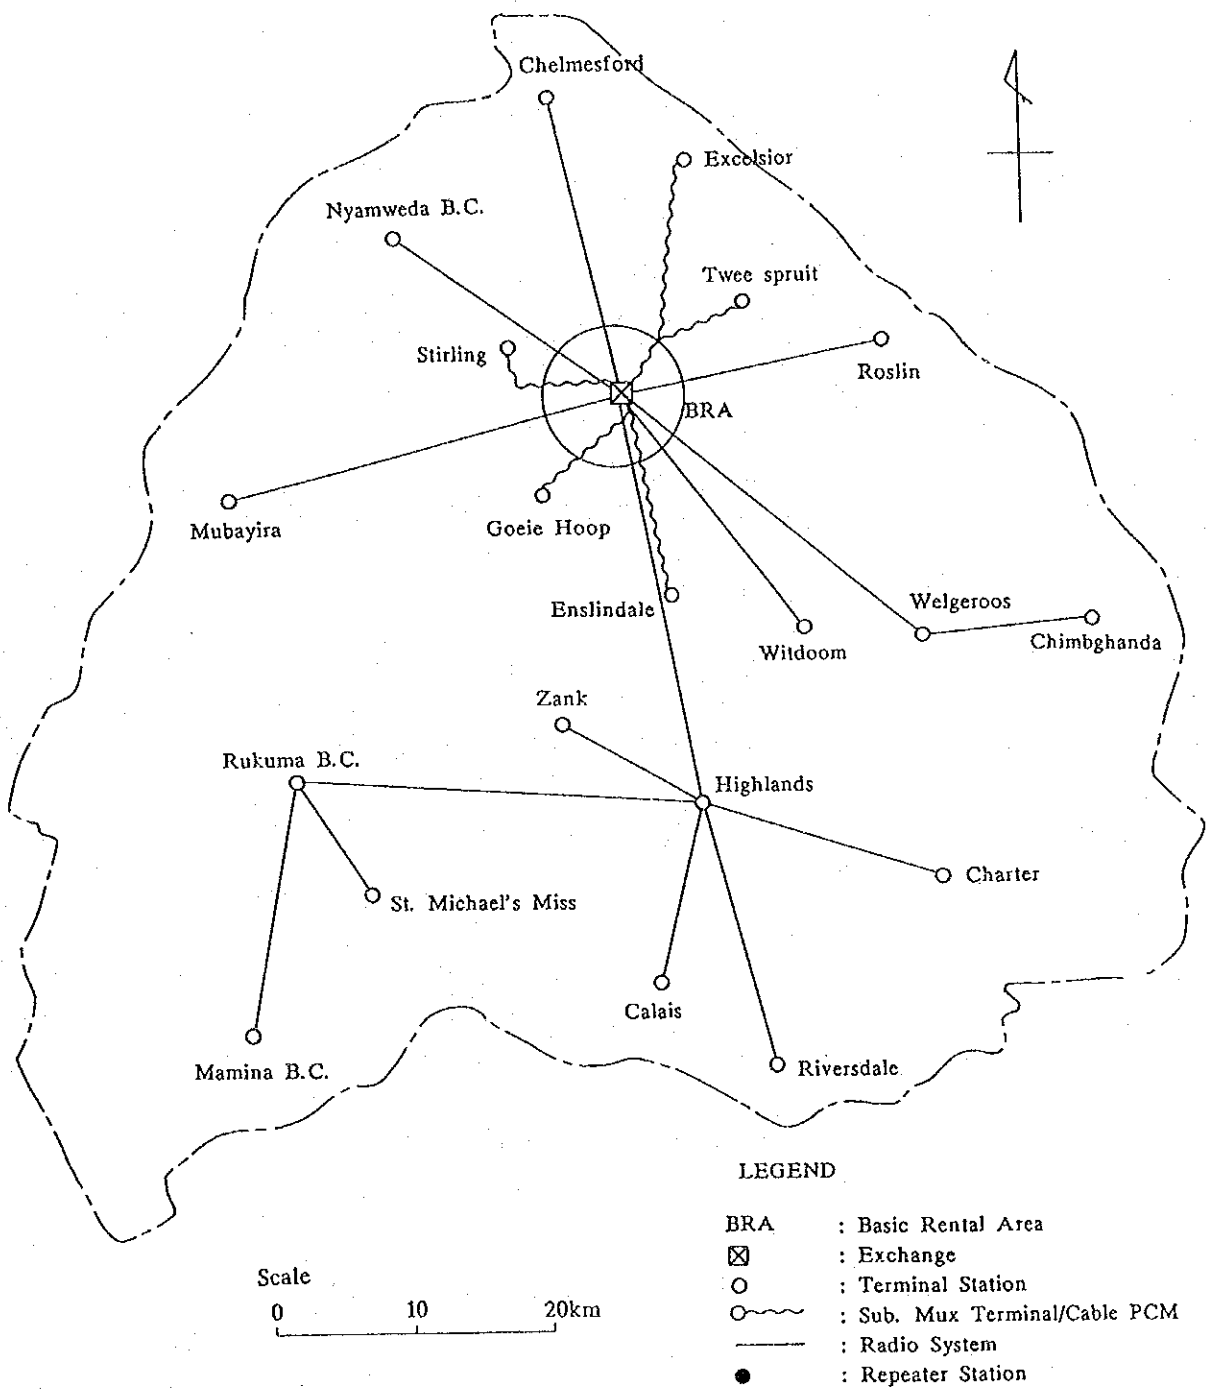 Chelmesford
Excelsior
Nyamweda B.C.
Twee spruit
Stirling
Roslin
BRA
Mubayira
Goeie Hoop
Enslindale
Welgeroos
Witdoom
Chimbghanda
Zank
Rukuma B.C.
Highlands
Charter
St. Michael's Miss
Calais
Mamina B.C.
Riversdale
LEGEND
BRA : Basic Rental Area
: Exchange
: Terminal Station
: Sub. Mux Terminal/Cable PCM
: Radio System
: Repeater Station
Scale
0 10 20km